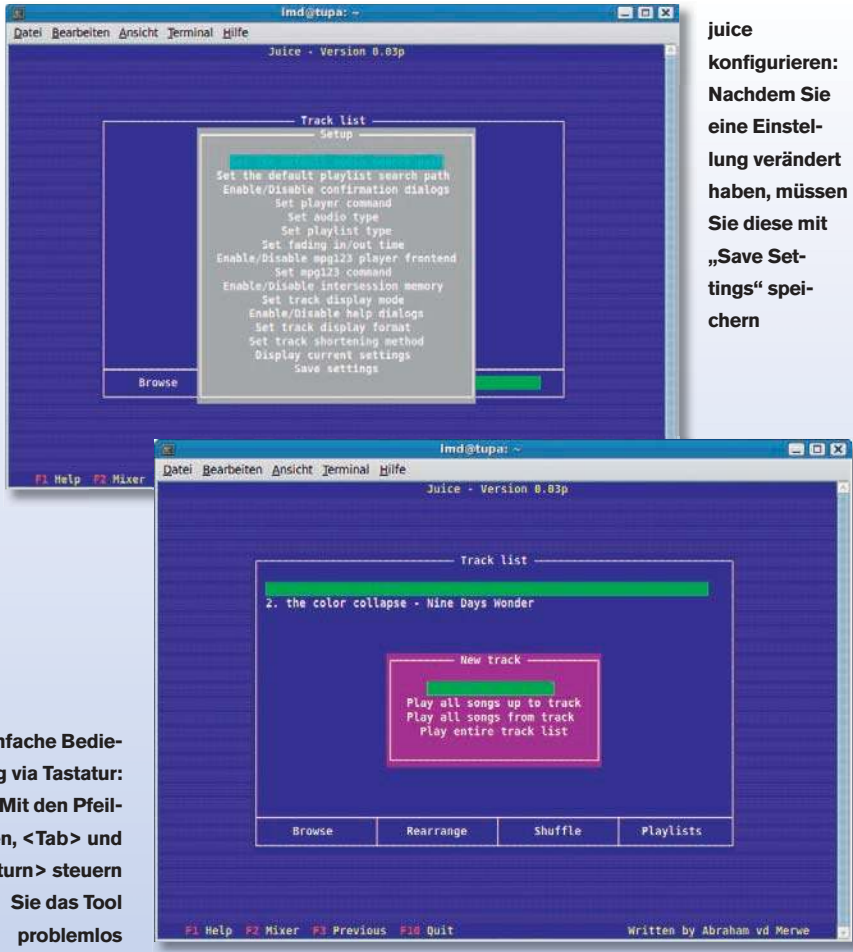 lmd@tupa: ~
Datei Bearbeiten Ansicht Terminal Hilfe
Juice - Version 0.03p
Track list
Setup
Set the default playlist search path
Enable/Disable confirmation dialogs
Set player command
Set audio type
Set playlist type
Set fading in/out time
Enable/Disable mpg123 player frontend
Set mpg123 command
Enable/Disable intersession memory
Set track display mode
Enable/Disable help dialogs
Set track display format
Set track shortening method
Display current settings
Save settings
Browse
F1 Help F2 Mixer
juice
konfigurieren:
Nachdem Sie
eine Einstel-
lung verändert
haben, müssen
Sie diese mit
„Save Set-
tings“ spei-
chern
lmd@tupa: ~
Datei Bearbeiten Ansicht Terminal Hilfe
Juice - Version 0.03p
Track list
2. the color collapse - Nine Days Wonder
New track
Play all songs up to track
Play all songs from track
Play entire track list
Browse Rearrange Shuffle Playlists
F1 Help F2 Mixer F3 Previous F10 Quit Written by Abraham vd Merwe
nfache Bedie-
g via Tastatur:
Mit den Pfeil-
n, <Tab> und
turn> steuern
Sie das Tool
problemlos